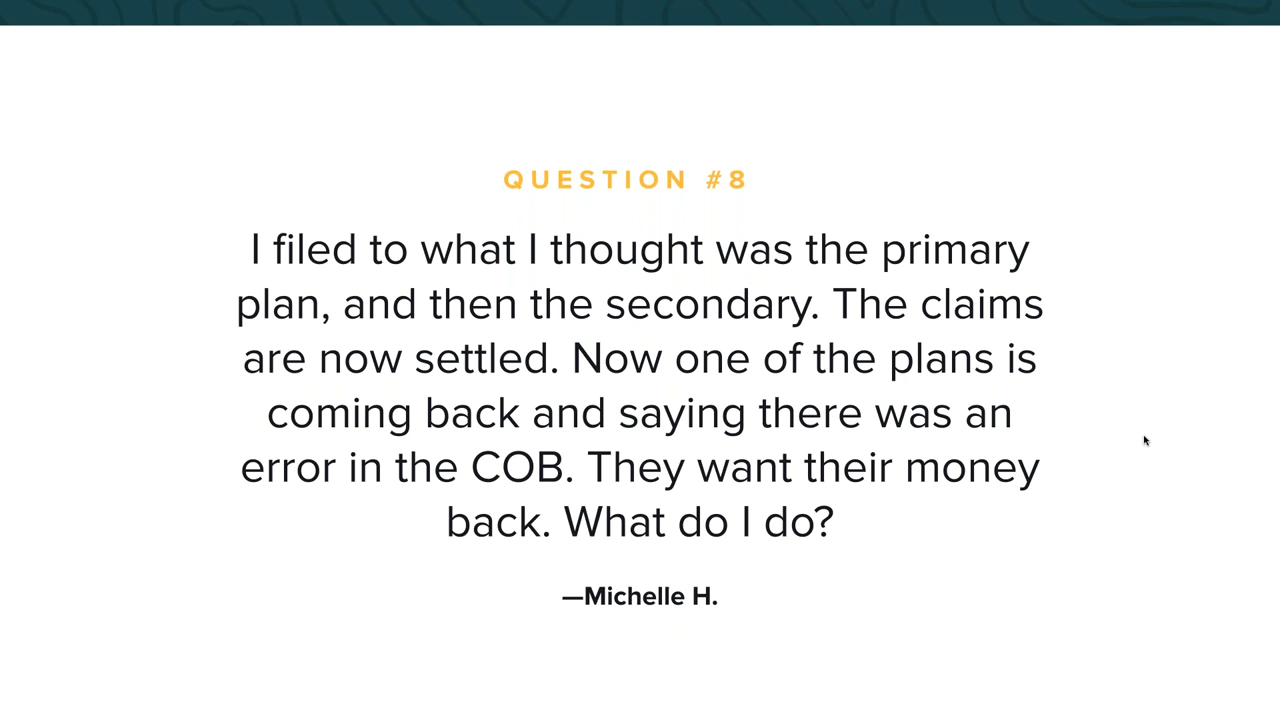 QUESTION #8
I filed to what I thought was the primary
plan, and then the secondary. The claims
are now settled. Now one of the plans is
coming back and saying there was an
error in the COB. They want their money
back. What do I do?
—Michelle H.